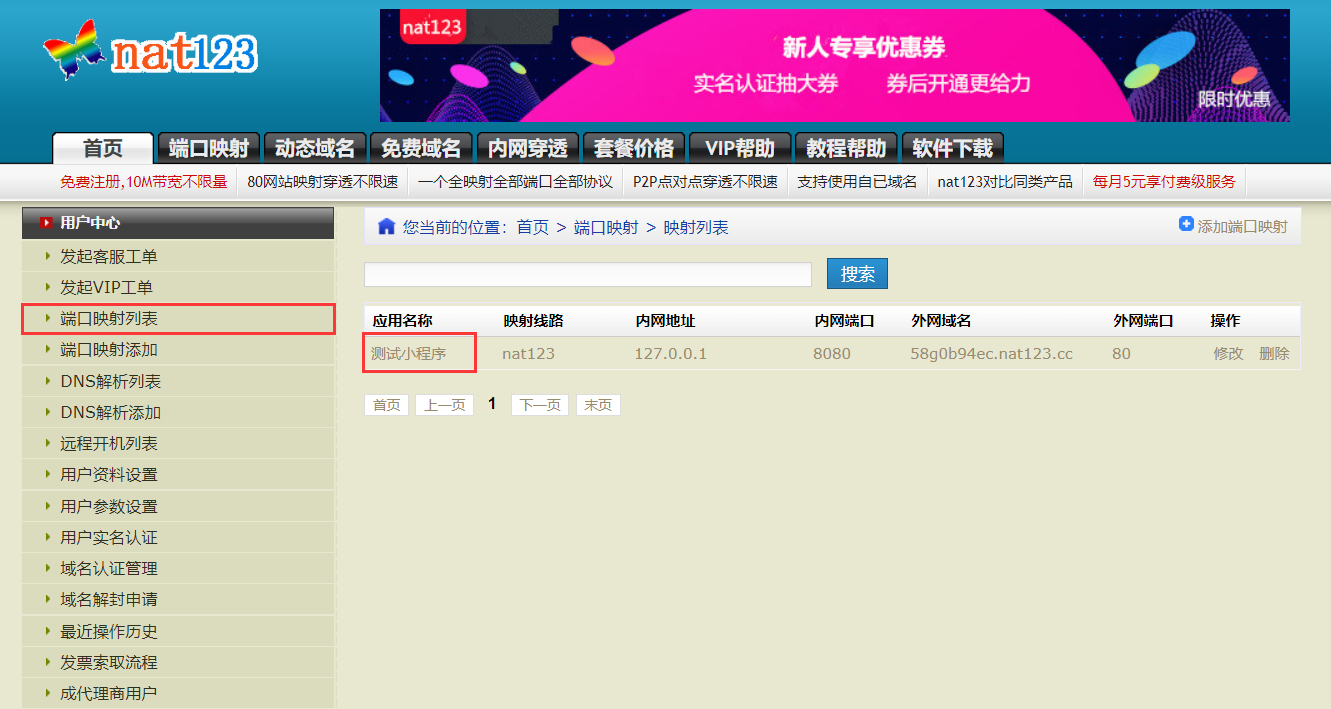 nat123
nat123
新人专享优惠券
实名认证抽大券 券后开通更给力
限时优惠
首页 端口映射 动态域名 免费域名 内网穿透 套餐价格 VIP帮助 教程帮助 软件下载
免费注册,10M带宽不限量 80网站映射穿透不限速 一个全映射全部端口全部协议 P2P点对点穿透不限速 支持使用自已域名 nat123对比同类产品 每月5元享付费级服务
用户中心
发起客服工单
发起VIP工单
端口映射列表
端口映射添加
DNS解析列表
DNS解析添加
远程开机列表
用户资料设置
用户参数设置
用户实名认证
域名认证管理
域名解封申请
最近操作历史
发票索取流程
成代理商用户
您当前的位置：首页 > 端口映射 > 映射列表 添加端口映射
搜索
应用名称 映射线路 内网地址 内网端口 外网域名 外网端口 操作
测试小程序 nat123 127.0.0.1 8080 58g0b94ec.nat123.cc 80 修改 删除
首页 上一页 1 下一页 末页